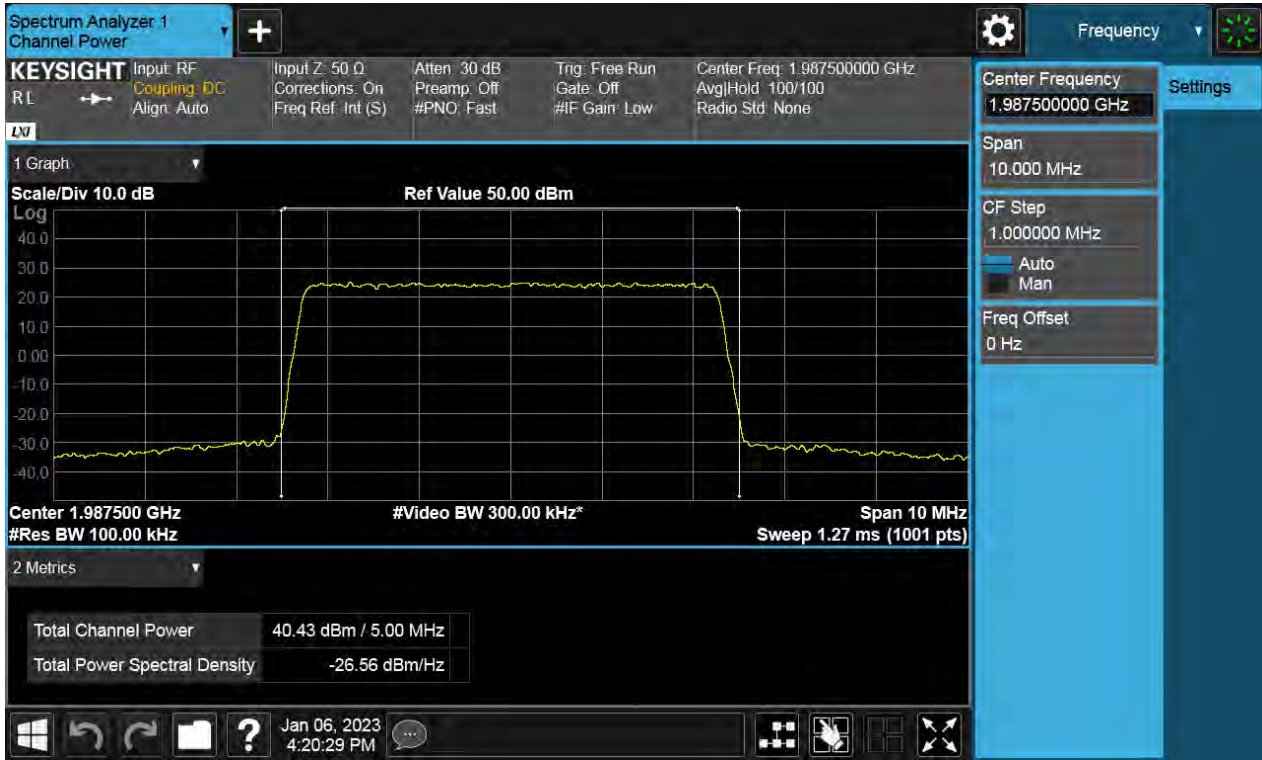 Spectrum Analyzer 1
Channel Power
+
Frequency
KEYSIGHT
R L
LXI
Input: RF
Coupling: DC
Align: Auto
Input Z: 50 Ω
Corrections: On
Freq Ref: Int (S)
Atten: 30 dB
Preamp: Off
#PNO: Fast
Trig: Free Run
Gate: Off
#IF Gain: Low
Center Freq: 1.987500000 GHz
Avg|Hold: 100/100
Radio Std: None
Center Frequency
1.987500000 GHz
Settings
Span
10.000 MHz
CF Step
1.000000 MHz
Auto
Man
Freq Offset
0 Hz
1 Graph
Scale/Div 10.0 dB
Ref Value 50.00 dBm
Log
40.0
30.0
20.0
10.0
0.00
-10.0
-20.0
-30.0
-40.0
Center 1.987500 GHz
#Video BW 300.00 kHz*
Span 10 MHz
#Res BW 100.00 kHz
Sweep 1.27 ms (1001 pts)
2 Metrics
Total Channel Power 40.43 dBm / 5.00 MHz
Total Power Spectral Density -26.56 dBm/Hz
?
Jan 06, 2023
4:20:29 PM